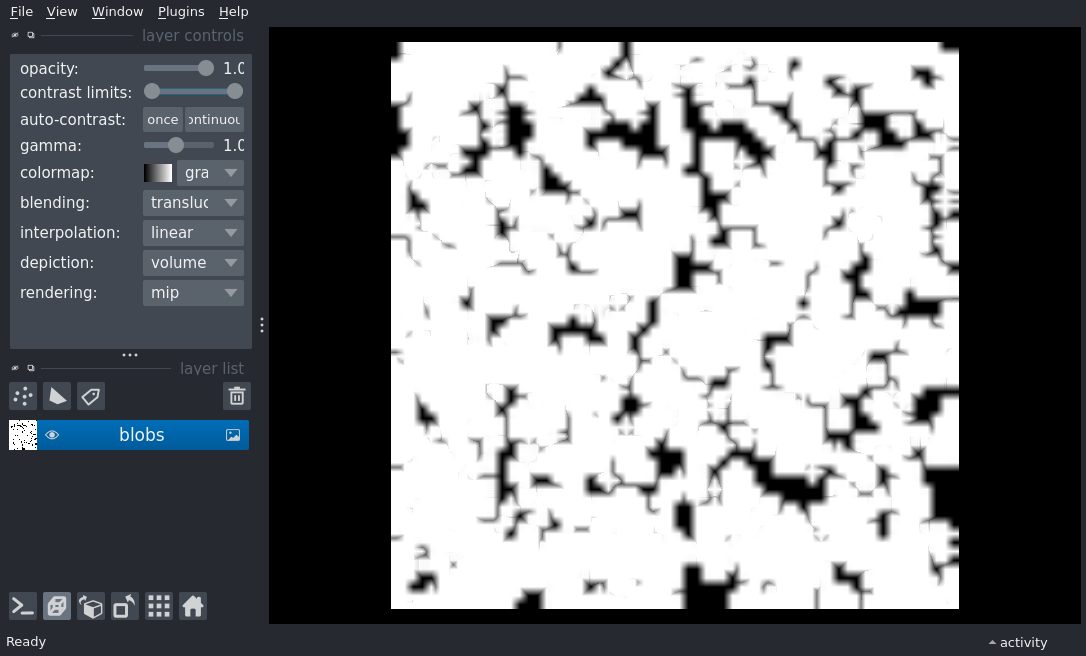 File View Window Plugins Help
layer controls
opacity: 1.0
contrast limits:
auto-contrast: once ontinuou
gamma: 1.0
colormap: gra
blending: transluc
interpolation: linear
depiction: volume
rendering: mip
layer list
blobs
Ready
activity